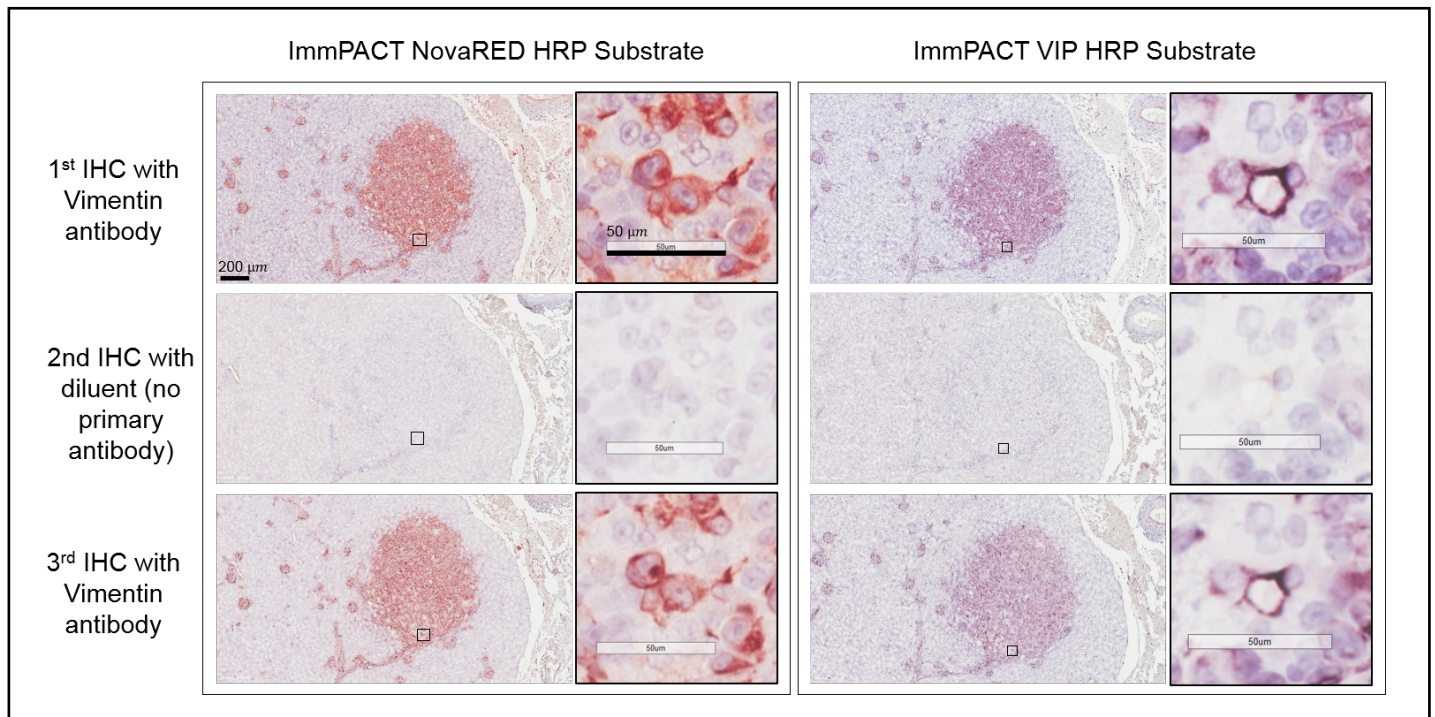 ImmPACT NovaRED HRP Substrate
ImmPACT VIP HRP Substrate
1st IHC with
Vimentin
antibody
200 μm
50 μm
50um
50um
2nd IHC with
diluent (no
primary
antibody)
50um
50um
3rd IHC with
Vimentin
antibody
50um
50um